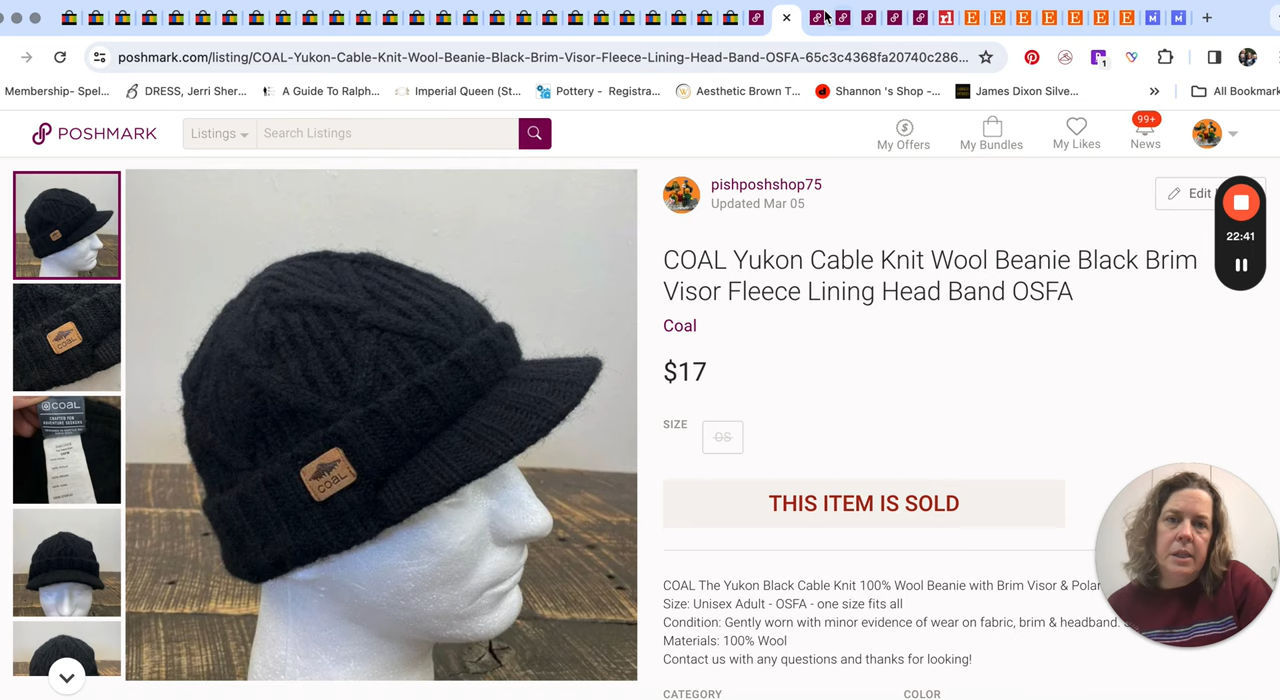 poshmark.com/listing/COAL-Yukon-Cable-Knit-Wool-Beanie-Black-Brim-Visor-Fleece-Lining-Head-Band-OSFA-65c3c4368fa20740c286...
1
Membership- Spel...
DRESS, Jerri Sher...
A Guide To Ralph...
Imperial Queen (St...
Pottery - Registra...
Aesthetic Brown T...
Shannon 's Shop -...
James Dixon Silve...
»
All Bookmark
POSHMARK
Listings
Search Listings
My Offers
My Bundles
My Likes
99+
News
pishposhshop75
Updated Mar 05
Edit
22:41
COAL Yukon Cable Knit Wool Beanie Black Brim
Visor Fleece Lining Head Band OSFA
Coal
$17
SIZE
OS
THIS ITEM IS SOLD
COAL The Yukon Black Cable Knit 100% Wool Beanie with Brim Visor & Polar
Size: Unisex Adult - OSFA - one size fits all
Condition: Gently worn with minor evidence of wear on fabric, brim & headband.
Materials: 100% Wool
Contact us with any questions and thanks for looking!
CATEGORY
COLOR
COAL
COAL
COAL